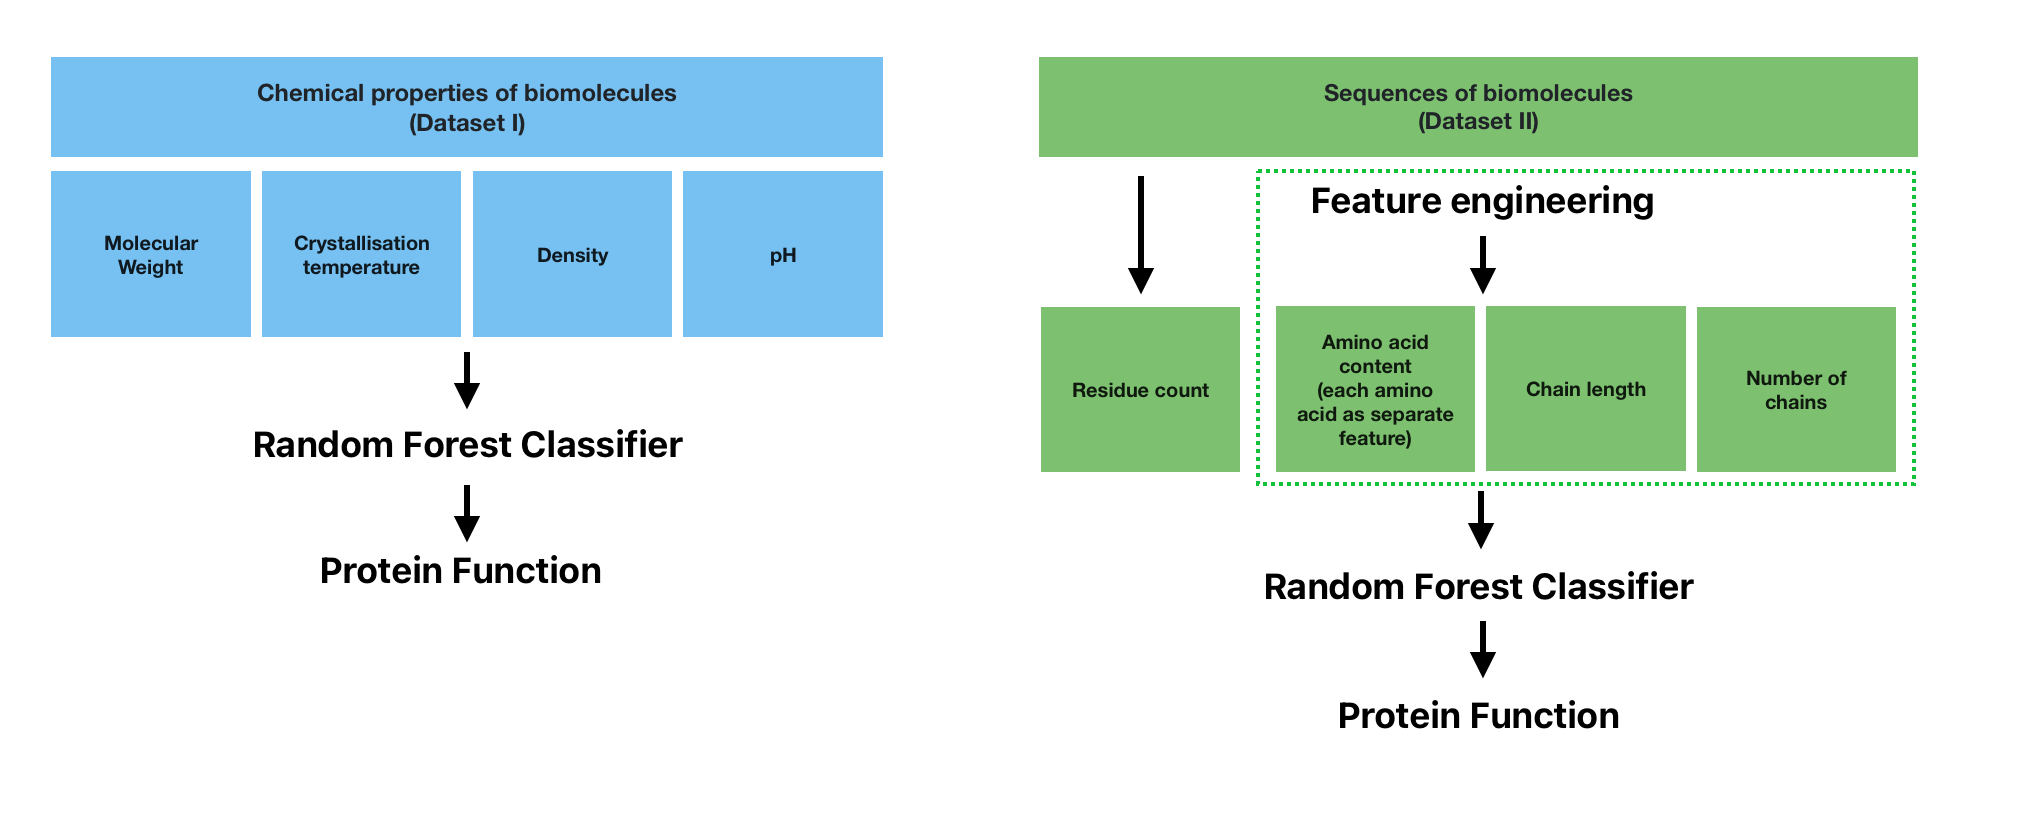 Chemical properties of biomolecules
(Dataset I)
Molecular
Weight
Crystallisation
temperature
Density
pH
Random Forest Classifier
Protein Function
Sequences of biomolecules
(Dataset II)
Feature engineering
Residue count
Amino acid
content
(each amino
acid as separate
feature)
Chain length
Number of
chains
Random Forest Classifier
Protein Function